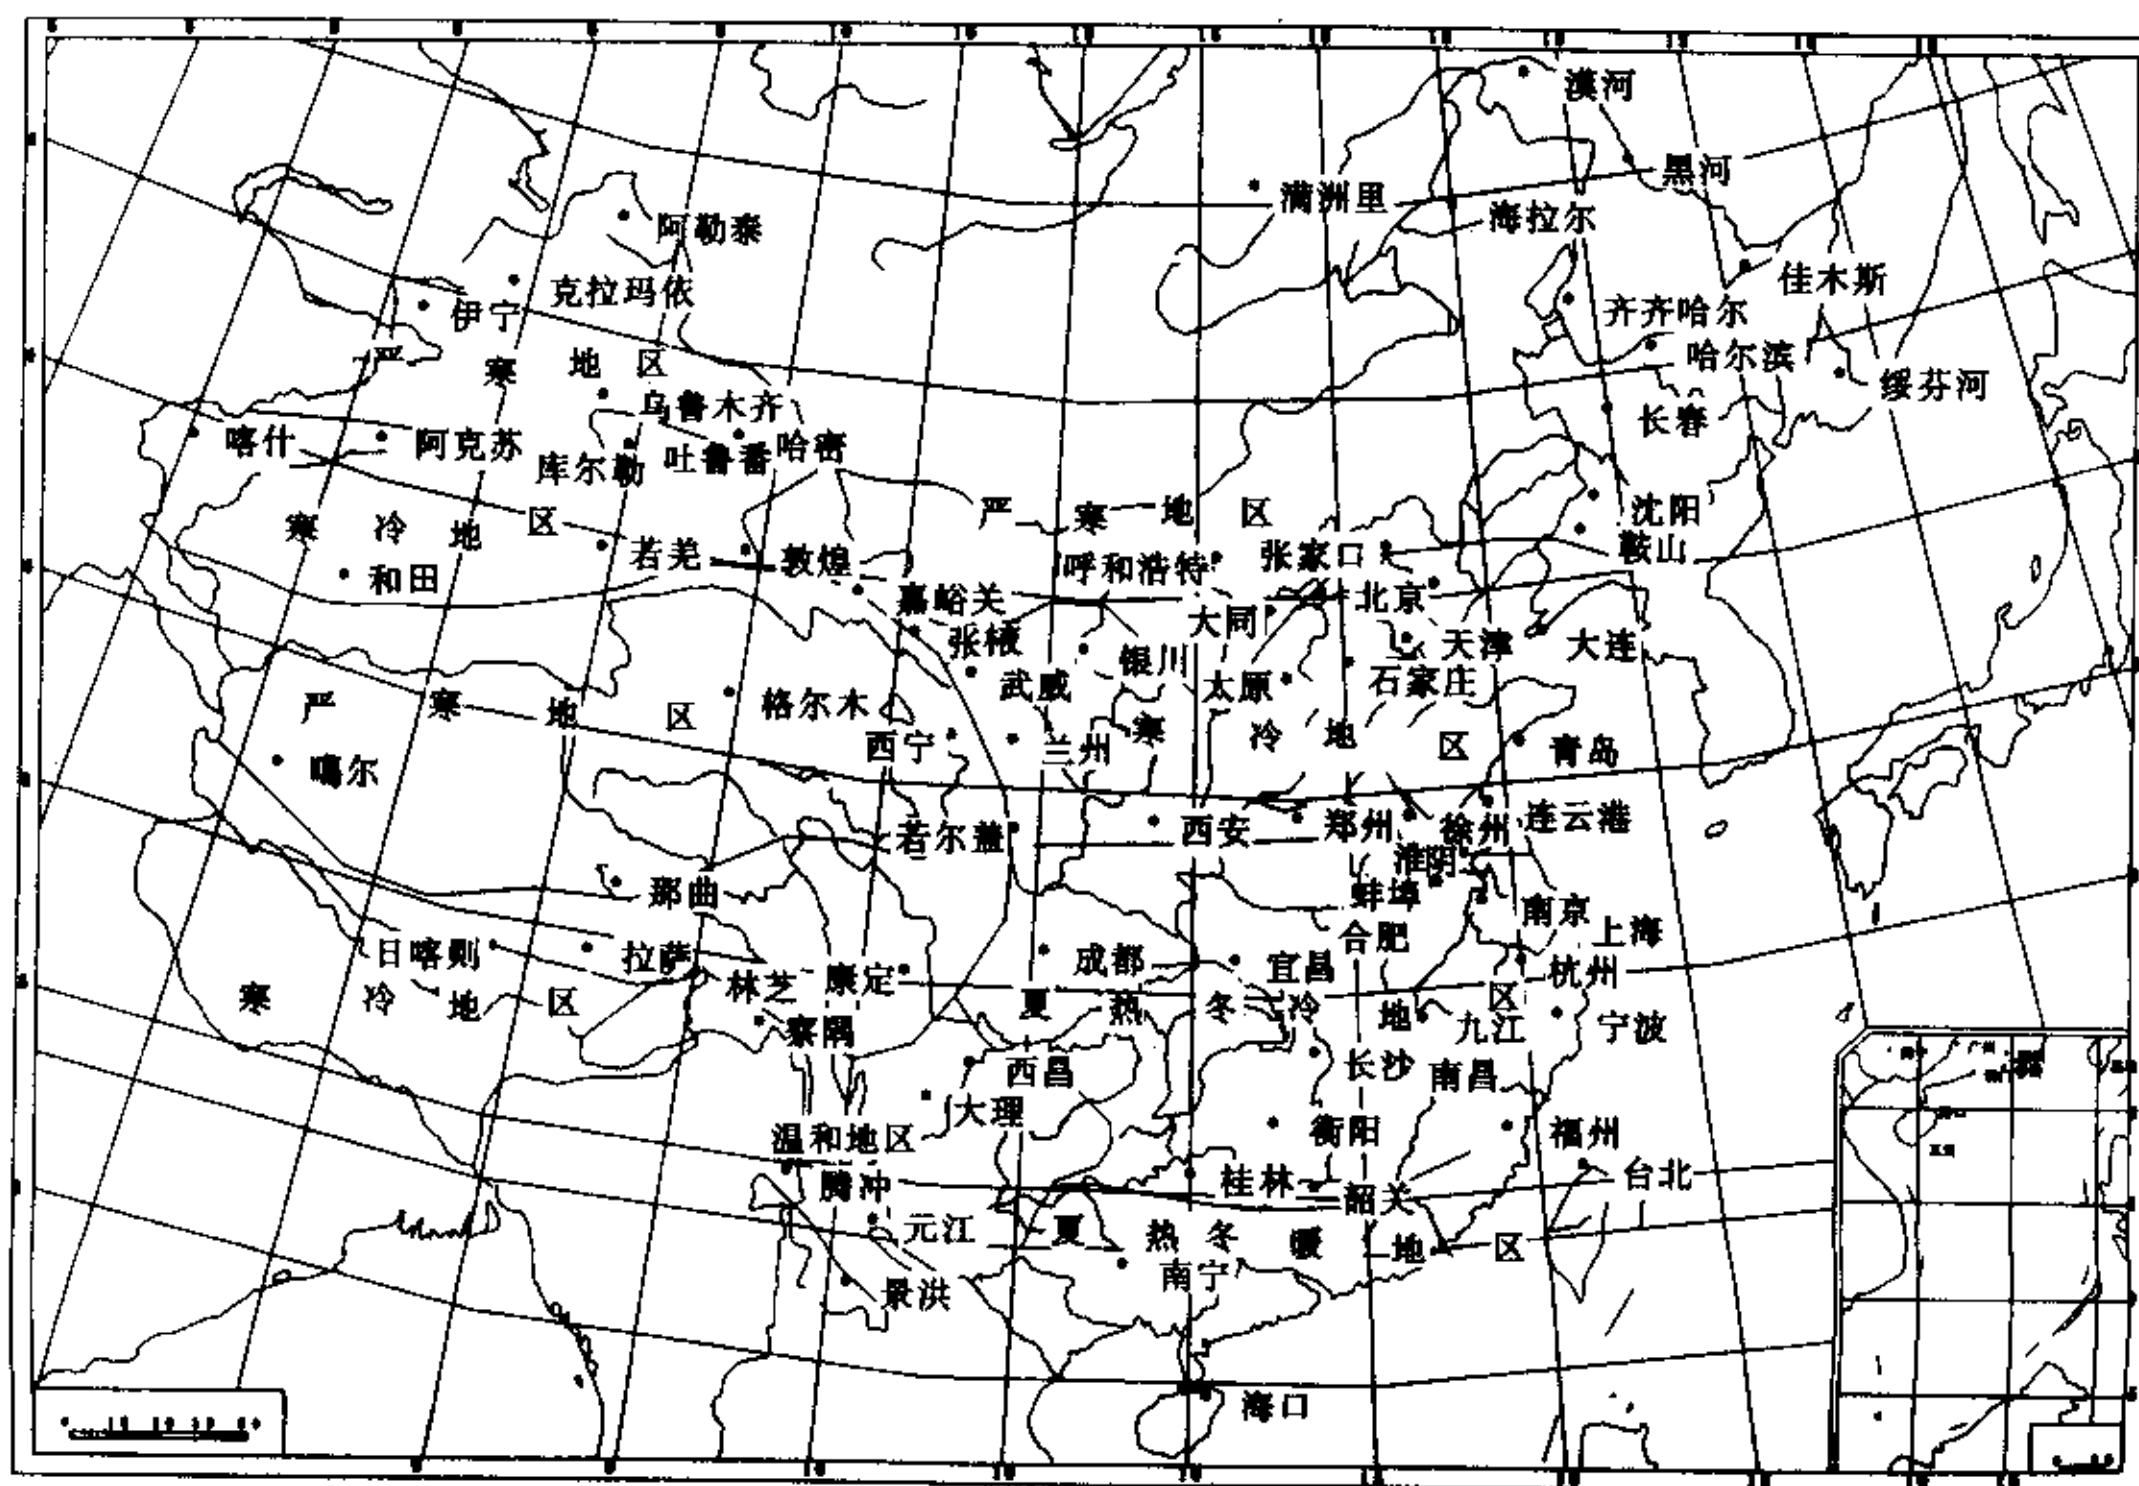 漠河
黑河
满洲里
海拉尔
阿勒泰
佳木斯
克拉玛依
伊宁
齐齐哈尔
哈尔滨
严寒地区
绥芬河
乌鲁木齐
长春
喀什
阿克苏
库尔勒
吐鲁番
哈密
沈阳
严寒地区
寒冷地区
鞍山
若羌
敦煌
呼和浩特
张家口
和田
嘉峪关
北京
大同
张掖
天津
大连
银川
武威
太原
石家庄
严寒地区
格尔木
西宁
兰州
寒冷地区
青岛
噶尔
若尔盖
西安
郑州
徐州
连云港
淮阴
那曲
蚌埠
南京
上海
合肥
日喀则
拉萨
林芝
康定
成都
宜昌
杭州
寒冷地区
夏热冬冷地区
察隅
九江
宁波
西昌
长沙
南昌
大理
温和地区
衡阳
福州
腾冲
桂林
韶关
台北
元江
夏热冬暖地区
南宁
景洪
海口